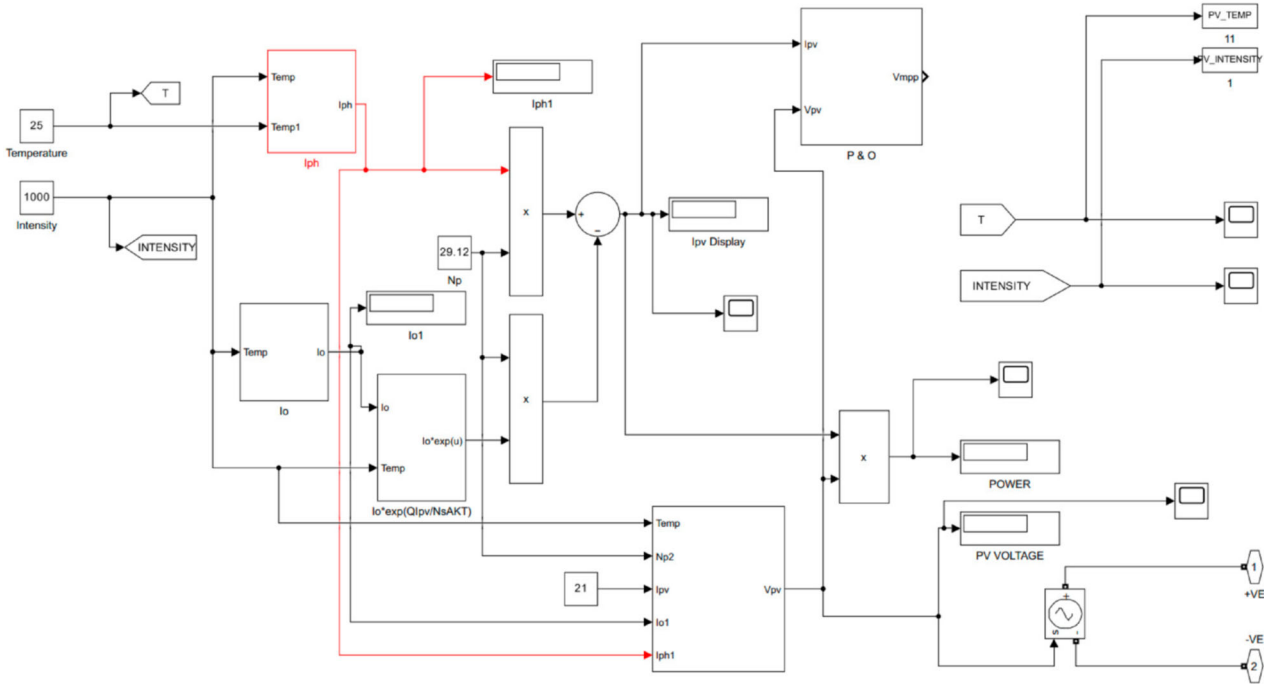 PV_TEMP
11
PV_INTENSITY
1
Ipv
Vpv
Vmpp
P & O
Temp
Temp1
Iph
Iph
Iph1
T
25
Temperature
1000
Intensity
INTENSITY
x
+
−
Ipv Display
T
INTENSITY
29.12
Np
Io1
Temp
Io
Io
x
Io
Temp
Io*exp(u)
Io*exp(QIpv/NsAKT)
x
POWER
PV VOLTAGE
Temp
Np2
Ipv
Io1
Iph1
Vpv
21
+
s
-
1
+VE
-VE
2